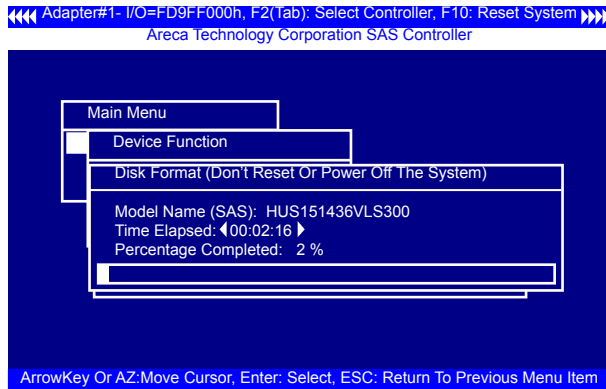 Adapter#1- I/O=FD9FF000h, F2(Tab): Select Controller, F10: Reset System
Areca Technology Corporation SAS Controller
Main Menu
Device Function
Disk Format (Don't Reset Or Power Off The System)
Model Name (SAS): HUS151436VLS300
Time Elapsed: 00:02:16
Percentage Completed: 2 %
ArrowKey Or AZ:Move Cursor, Enter: Select, ESC: Return To Previous Menu Item